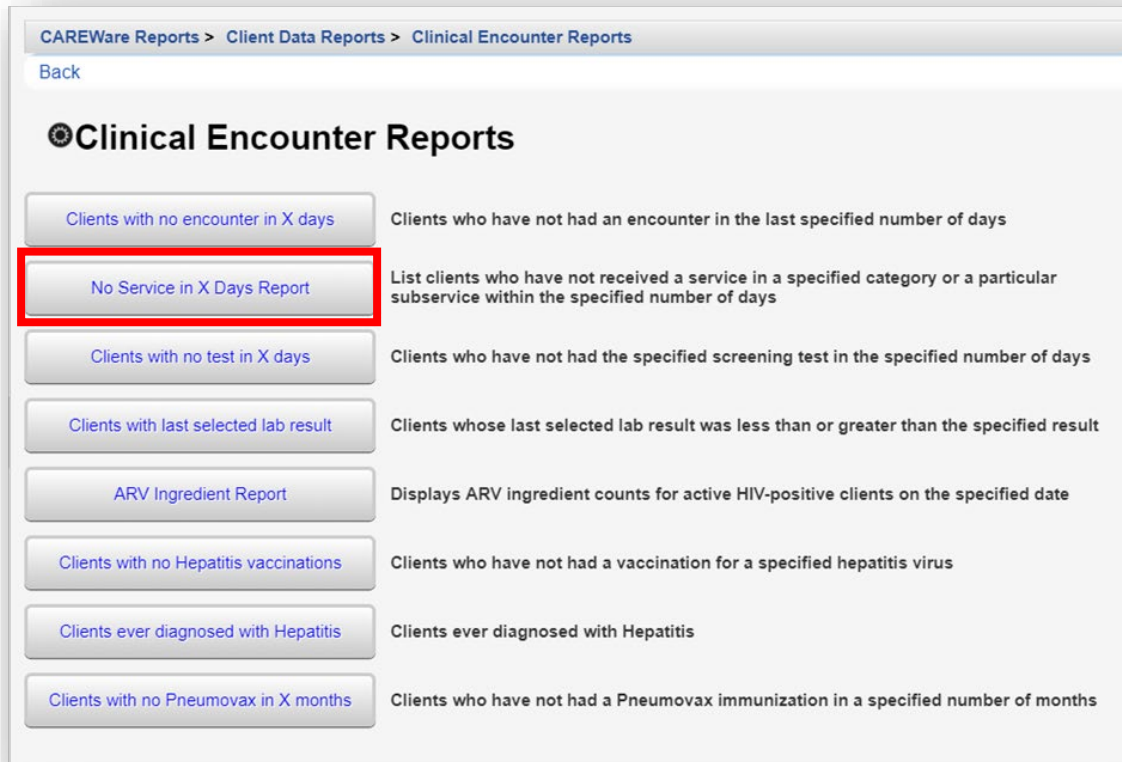 CAREWare Reports > Client Data Reports > Clinical Encounter Reports
Back
Clinical Encounter Reports
Clients with no encounter in X days
Clients who have not had an encounter in the last specified number of days
No Service in X Days Report
List clients who have not received a service in a specified category or a particular
subservice within the specified number of days
Clients with no test in X days
Clients who have not had the specified screening test in the specified number of days
Clients with last selected lab result
Clients whose last selected lab result was less than or greater than the specified result
ARV Ingredient Report
Displays ARV ingredient counts for active HIV-positive clients on the specified date
Clients with no Hepatitis vaccinations
Clients who have not had a vaccination for a specified hepatitis virus
Clients ever diagnosed with Hepatitis
Clients ever diagnosed with Hepatitis
Clients with no Pneumovax in X months
Clients who have not had a Pneumovax immunization in a specified number of months